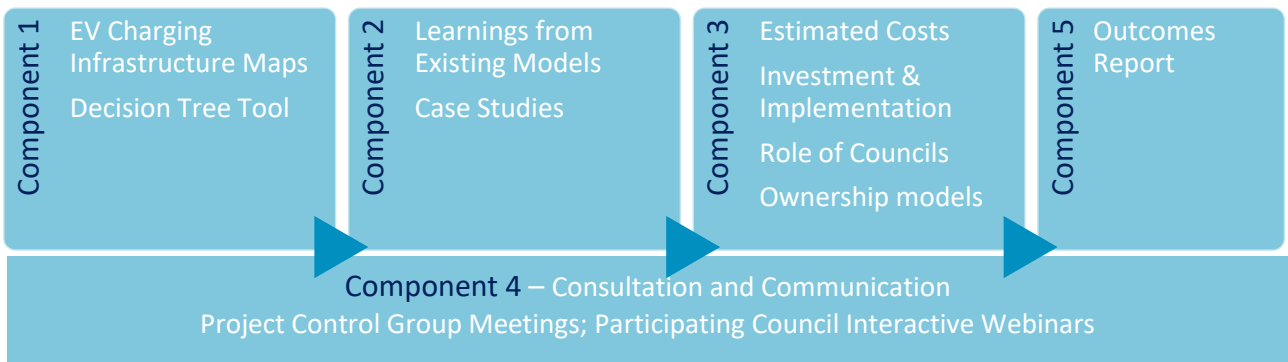 Component 1
EV Charging
Infrastructure Maps
Decision Tree Tool
Component 2
Learnings from
Existing Models
Case Studies
Component 3
Estimated Costs
Investment &
Implementation
Role of Councils
Ownership models
Component 5
Outcomes
Report
Component 4 – Consultation and Communication
Project Control Group Meetings; Participating Council Interactive Webinars